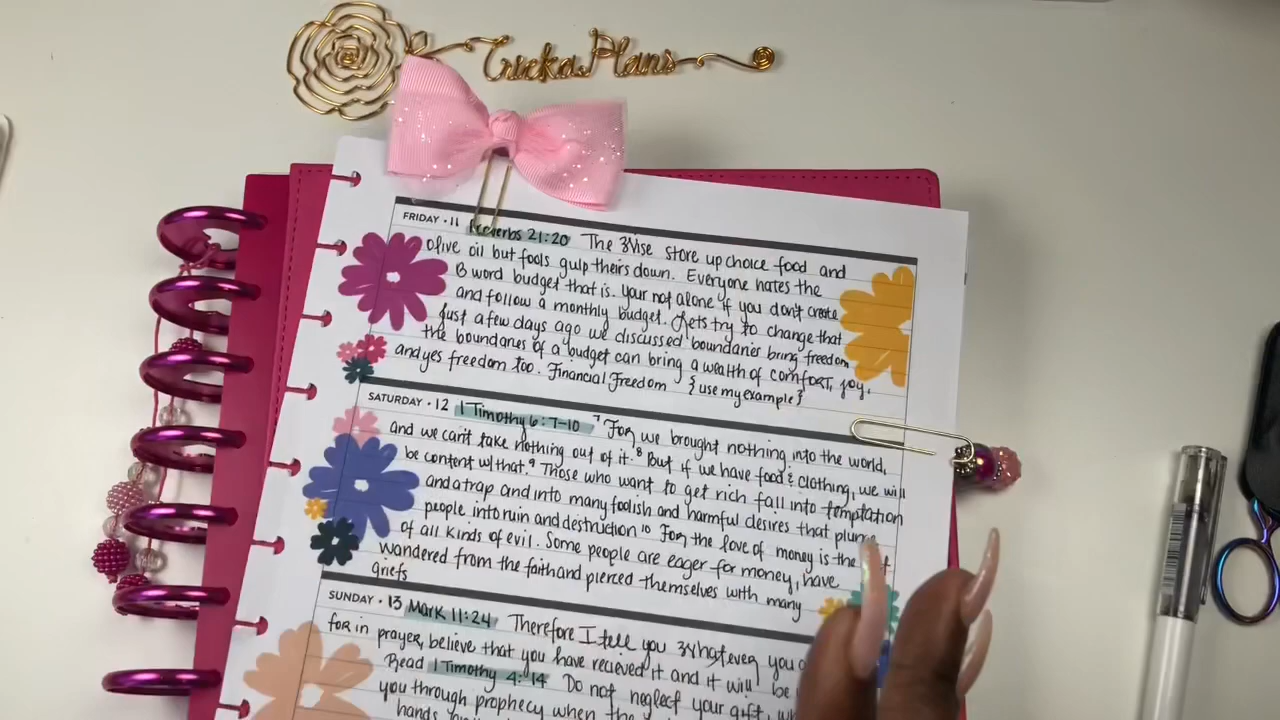 Tricka Plans
FRIDAY • 11 Proverbs 21:20 The Wise store up choice food and
olive oil but fools gulp theirs down. Everyone hates the
B word budget that is. your not alone if you don't create
and follow a monthly budget. Lets try to change that
Just a few days ago we discussed boundaries bring freedom
the boundaries of a budget can bring a wealth of comfort, joy,
and yes freedom too. Financial Freedom {use my example}
SATURDAY • 12 1 Timothy 6:7-10 7 For we brought nothing into the world,
and we can't take nothing out of it. 8 But if we have food & clothing, we will
be content w/ that. 9 Those who want to get rich fall into temptation
and a trap and into many foolish and harmful desires that plunge
people into ruin and destruction 10 For the love of money is the
of all kinds of evil. Some people are eager for money, have
wandered from the faith and pierced themselves with many
griefs
SUNDAY • 13 Mark 11:24 Therefore I tell you Whatever you
for in prayer, believe that you have recieved it and it will be
Read 1 Timothy 4:14 Do not neglect your gift,
you through prophecy when the
hands